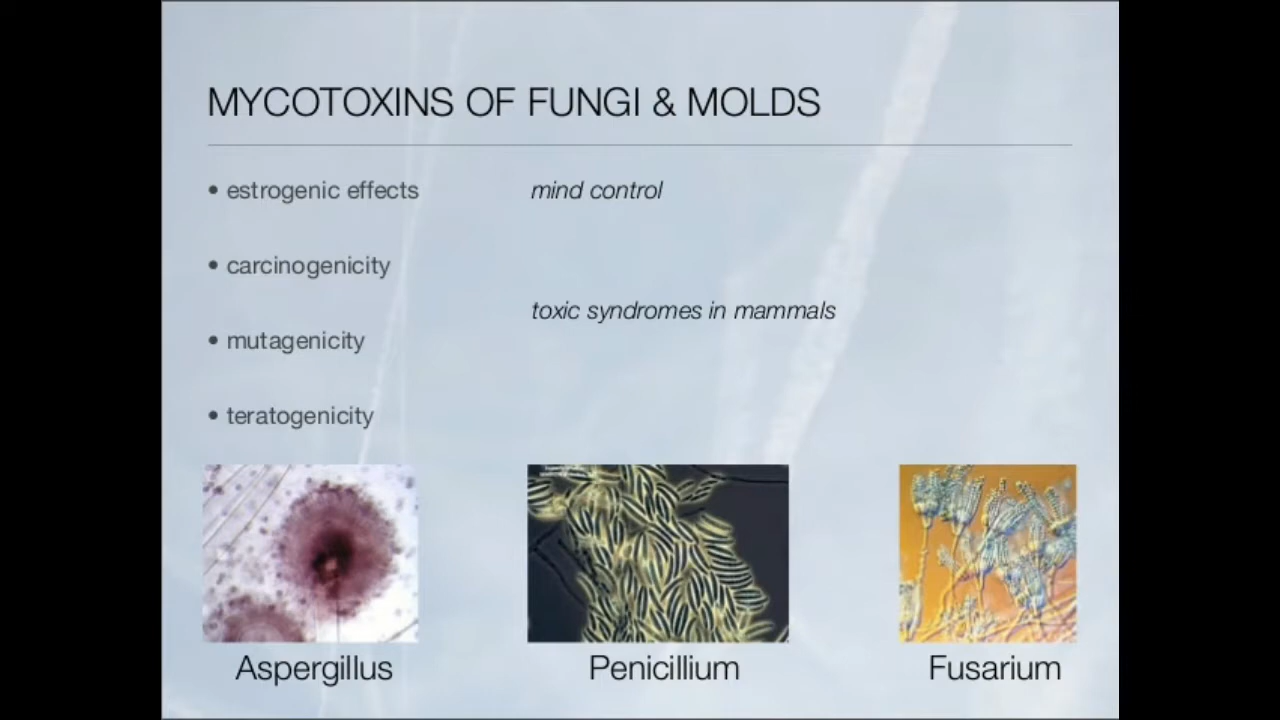 MYCOTOXINS OF FUNGI & MOLDS
• estrogenic effects
mind control
• carcinogenicity
toxic syndromes in mammals
• mutagenicity
• teratogenicity
Aspergillus
Penicillium
Fusarium